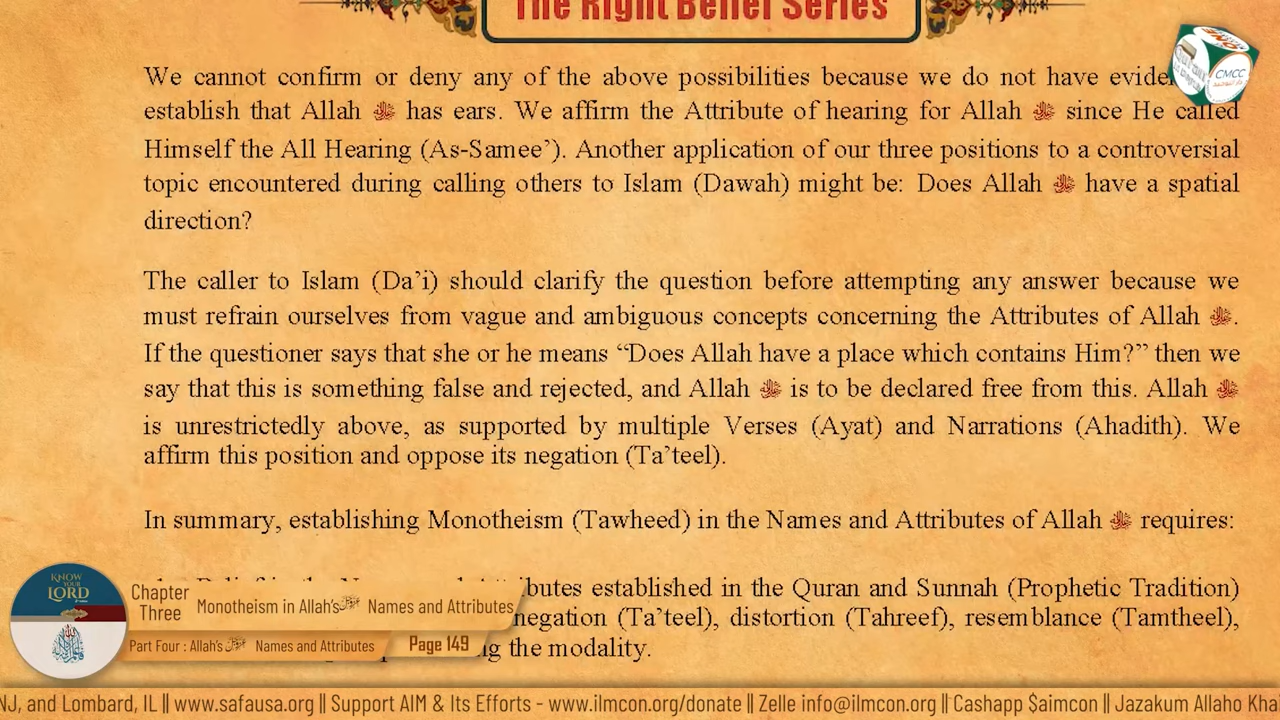 The Right Belief Series
We cannot confirm or deny any of the above possibilities because we do not have
establish that Allah ﷻ has ears. We affirm the Attribute of hearing for Allah ﷻ since He called
Himself the All Hearing (As-Samee’). Another application of our three positions to a controversial
topic encountered during calling others to Islam (Dawah) might be: Does Allah ﷻ have a spatial
direction?
The caller to Islam (Da’i) should clarify the question before attempting any answer because we
must refrain ourselves from vague and ambiguous concepts concerning the Attributes of Allah ﷻ.
If the questioner says that she or he means “Does Allah have a place which contains Him?” then we
say that this is something false and rejected, and Allah ﷻ is to be declared free from this. Allah ﷻ
is unrestrictedly above, as supported by multiple Verses (Ayat) and Narrations (Ahadith). We
affirm this position and oppose its negation (Ta’teel).
In summary, establishing Monotheism (Tawheed) in the Names and Attributes of Allah ﷻ requires:
established in the Quran and Sunnah (Prophetic Tradition)
negation (Ta’teel), distortion (Tahreef), resemblance (Tamtheel),
the modality.
CMCC
KNOW
YOUR
LORD
Chapter
Three
Monotheism in Allah’s ﷻ Names and Attributes
Part Four : Allah’s ﷻ Names and Attributes
Page 149
NJ, and Lombard, IL || www.safausa.org || Support AIM & Its Efforts - www.ilmcon.org/donate || Zelle info@ilmcon.org || Cashapp $aimcon || Jazakum Allaho